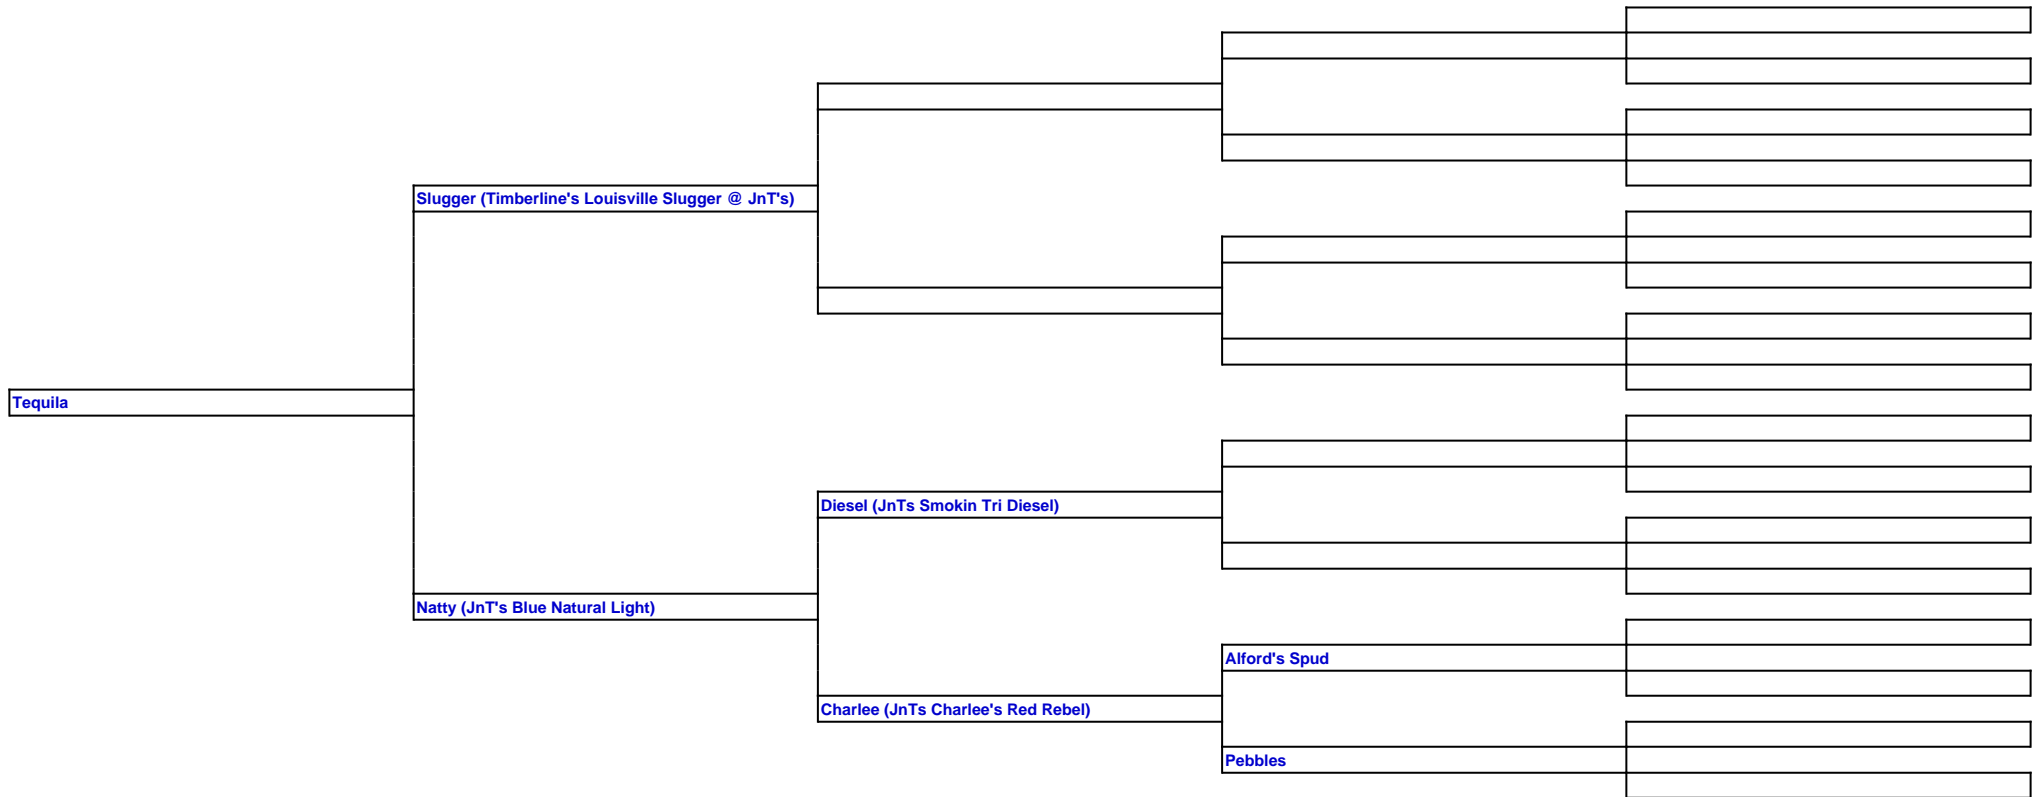 Slugger (Timberline's Louisville Slugger @ JnT's)
Tequila
Diesel (JnTs Smokin Tri Diesel)
Natty (JnT's Blue Natural Light)
Alford's Spud
Charlee (JnTs Charlee's Red Rebel)
Pebbles